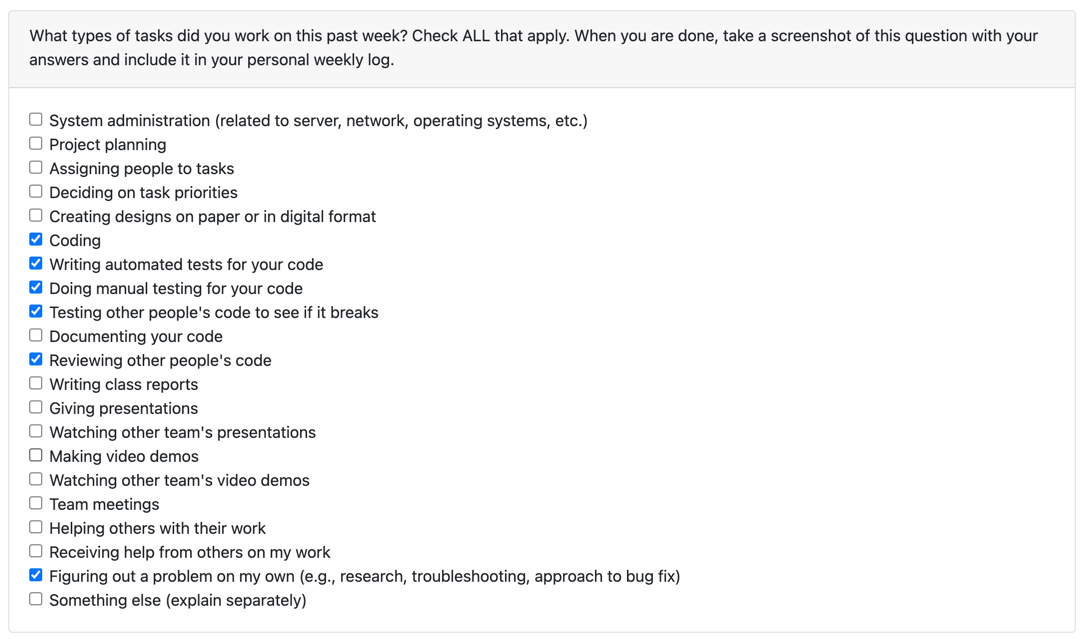 What types of tasks did you work on this past week? Check ALL that apply. When you are done, take a screenshot of this question with your
answers and include it in your personal weekly log.
System administration (related to server, network, operating systems, etc.)
Project planning
Assigning people to tasks
Deciding on task priorities
Creating designs on paper or in digital format
Coding
Writing automated tests for your code
Doing manual testing for your code
Testing other people's code to see if it breaks
Documenting your code
Reviewing other people's code
Writing class reports
Giving presentations
Watching other team's presentations
Making video demos
Watching other team's video demos
Team meetings
Helping others with their work
Receiving help from others on my work
Figuring out a problem on my own (e.g., research, troubleshooting, approach to bug fix)
Something else (explain separately)